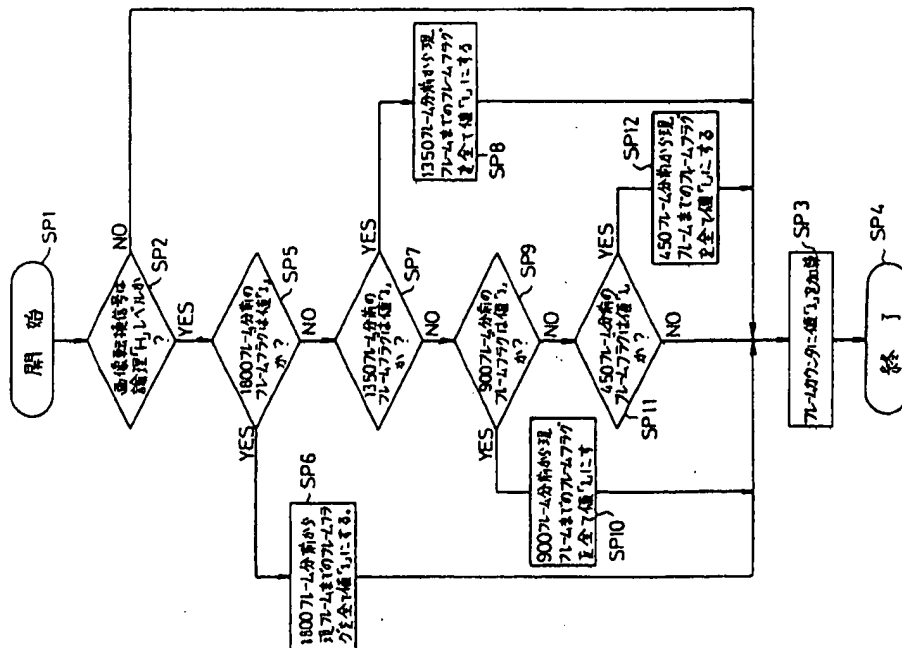 開始
SP1
画像転換信号は
論理「H」レベルか
?
SP2
NO
YES
1800フレーム分前の
フレームフラグは値「1」
か?
SP5
YES
NO
SP6
1800フレーム分前から
現フレームまでのフレームフラ
グを全て値「1」にする。
1350フレーム分前の
フレームフラグは値「1」
か?
SP7
YES
NO
1350フレーム分前から現
フレームまでのフレームフラグ
を全て値「1」にする
SP8
900フレーム分前の
フレームフラグは値「1」
か?
SP9
YES
NO
900フレーム分前から現
フレームまでのフレームフラグ
を全て値「1」にす
SP10
450フレーム分前の
フレームフラグは値「1」
か?
SP11
YES
NO
SP12
450フレーム分前から現
フレームまでのフレームフラグ
を全て値「1」にする
SP3
フレームカウンタに値「1」を加算
SP4
終了